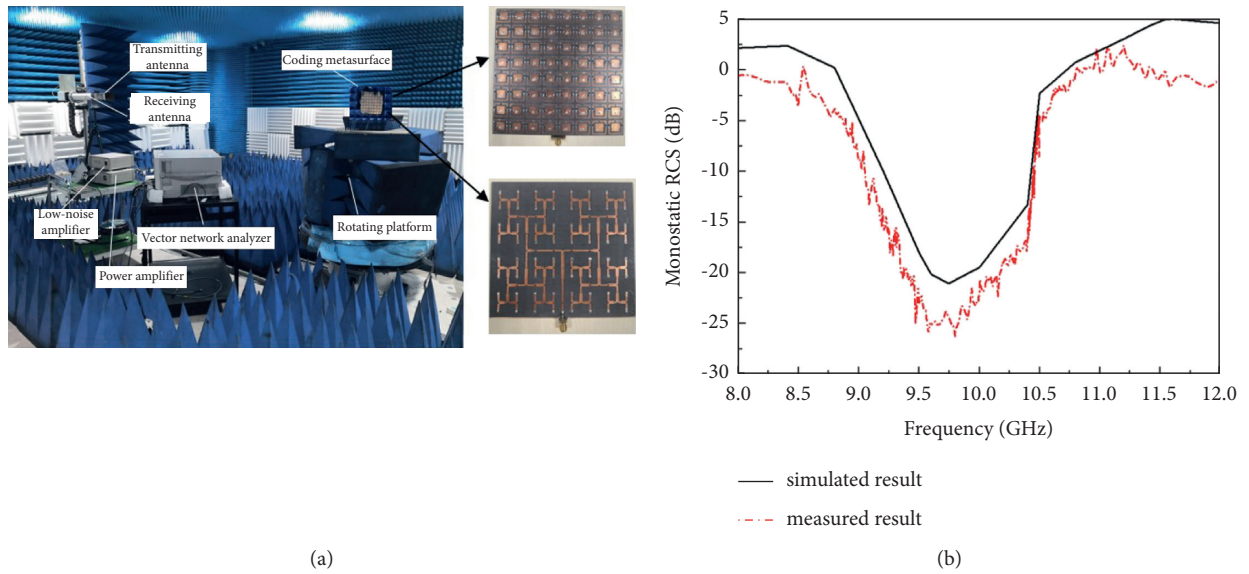 Transmitting
antenna
Receiving
antenna
Low-noise
amplifier
Power amplifier
Vector network analyzer
Coding metasurface
Rotating platform
(a)
Monostatic RCS (dB)
5
0
-5
-10
-15
-20
-25
-30
8.0 8.5 9.0 9.5 10.0 10.5 11.0 11.5 12.0
Frequency (GHz)
simulated result
measured result
(b)